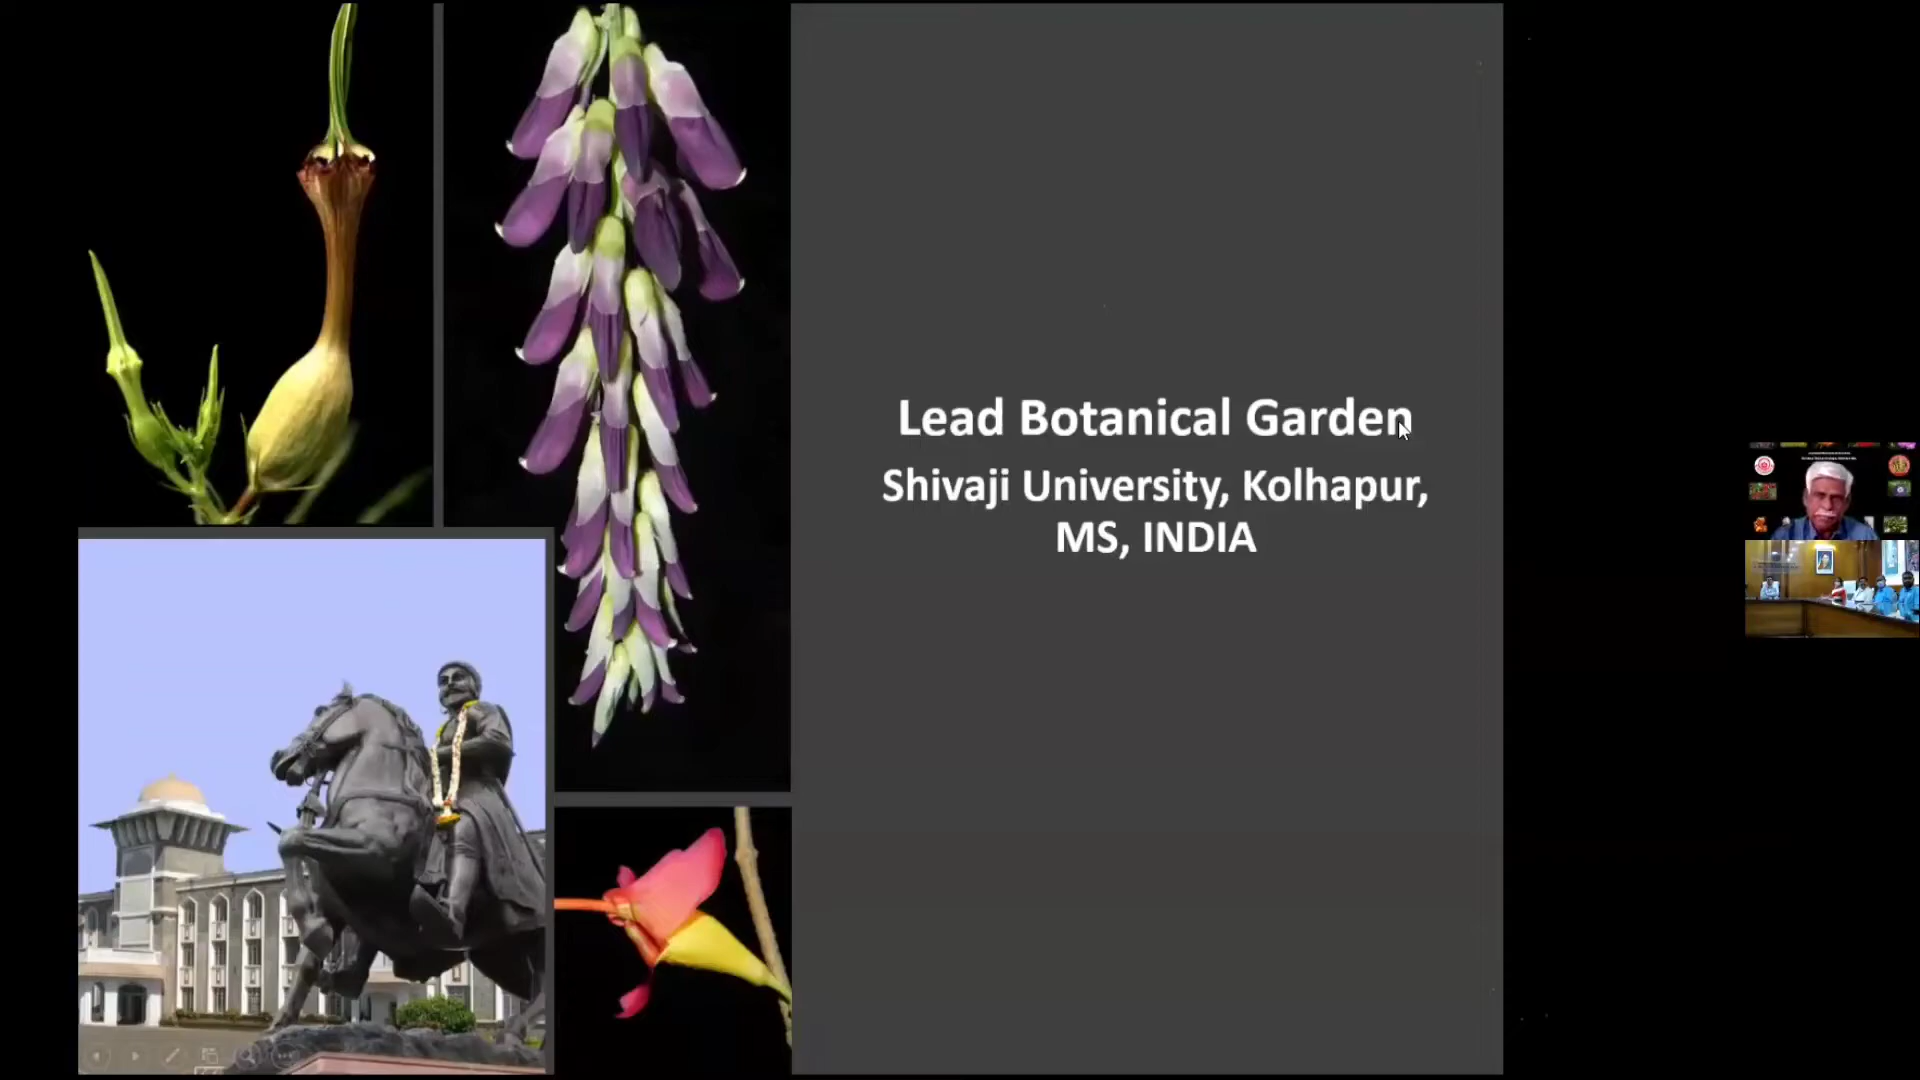 Lead Botanical Garden
Shivaji University, Kolhapur,
MS, INDIA